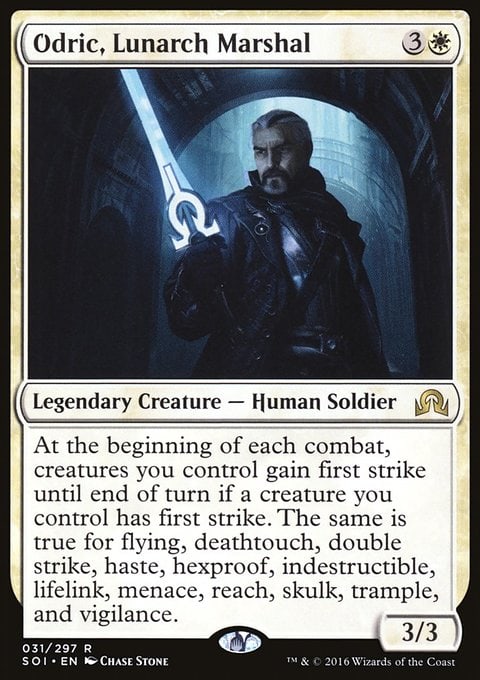 Odric, Lunarch Marshal 3
Legendary Creature — Human Soldier
At the beginning of each combat,
creatures you control gain first strike
until end of turn if a creature you
control has first strike. The same is
true for flying, deathtouch, double
strike, haste, hexproof, indestructible,
lifelink, menace, reach, skulk, trample,
and vigilance.
3/3
031/297 R
SOI • EN Chase Stone
™ & © 2016 Wizards of the Coast